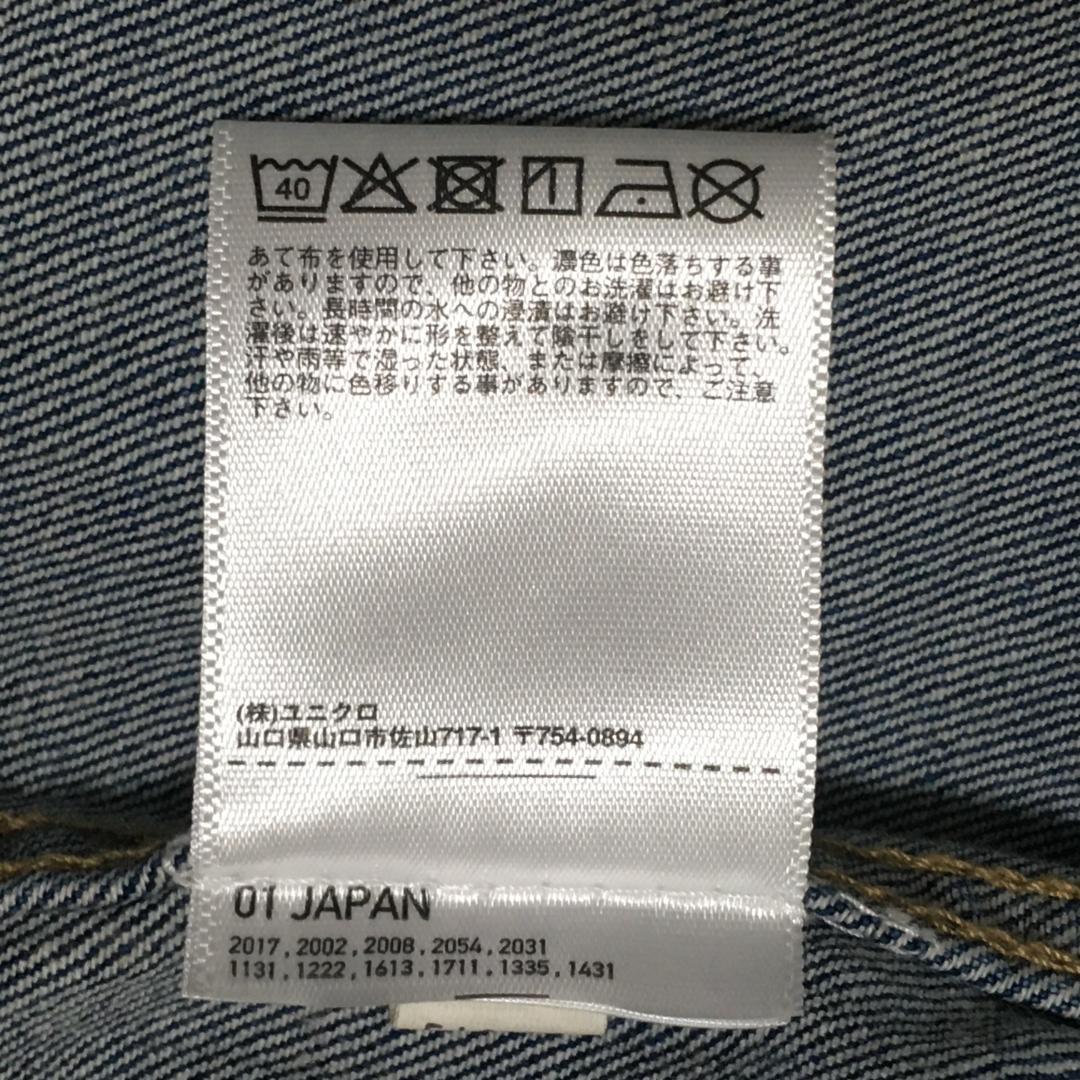 40
あて布を使用して下さい。濃色は色落ちする事
がありますので、他の物とのお洗濯はお避け下
さい。長時間の水への浸漬はお避け下さい。洗
濯後は速やかに形を整えて陰干しをして下さい。
汗や雨等で湿った状態、または摩擦によって、
他の物に色移りする事がありますので、ご注意
下さい。
(株)ユニクロ
山口県山口市佐山717-1 〒754-0894
01 JAPAN
2017,2002,2008,2054,2031
1131,1222,1613,1711,1335,1431